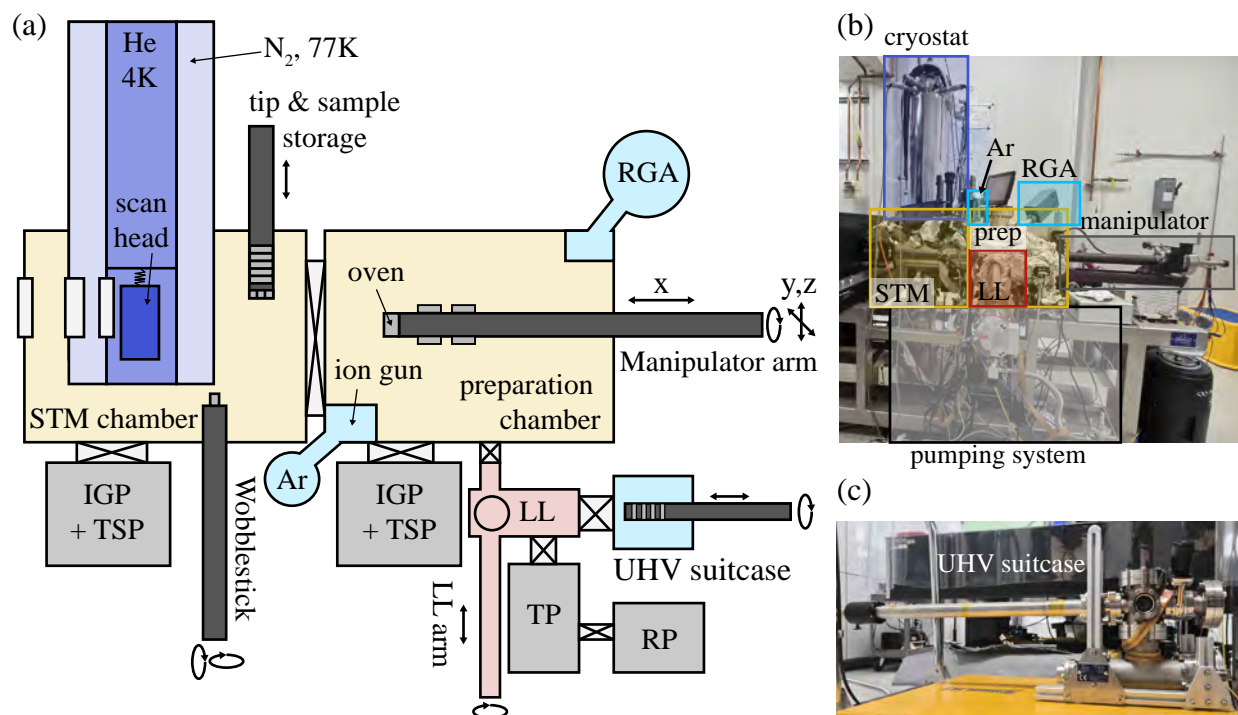 (a)
He
4K
N₂, 77K
tip & sample
storage
RGA
scan
head
oven
x
y,z
Manipulator arm
ion gun
preparation
chamber
STM chamber
Ar
IGP
+ TSP
Wobblestick
IGP
+ TSP
LL
UHV suitcase
LL arm
TP
RP
(b)
cryostat
Ar
RGA
prep
manipulator
STM
LL
pumping system
(c)
UHV suitcase